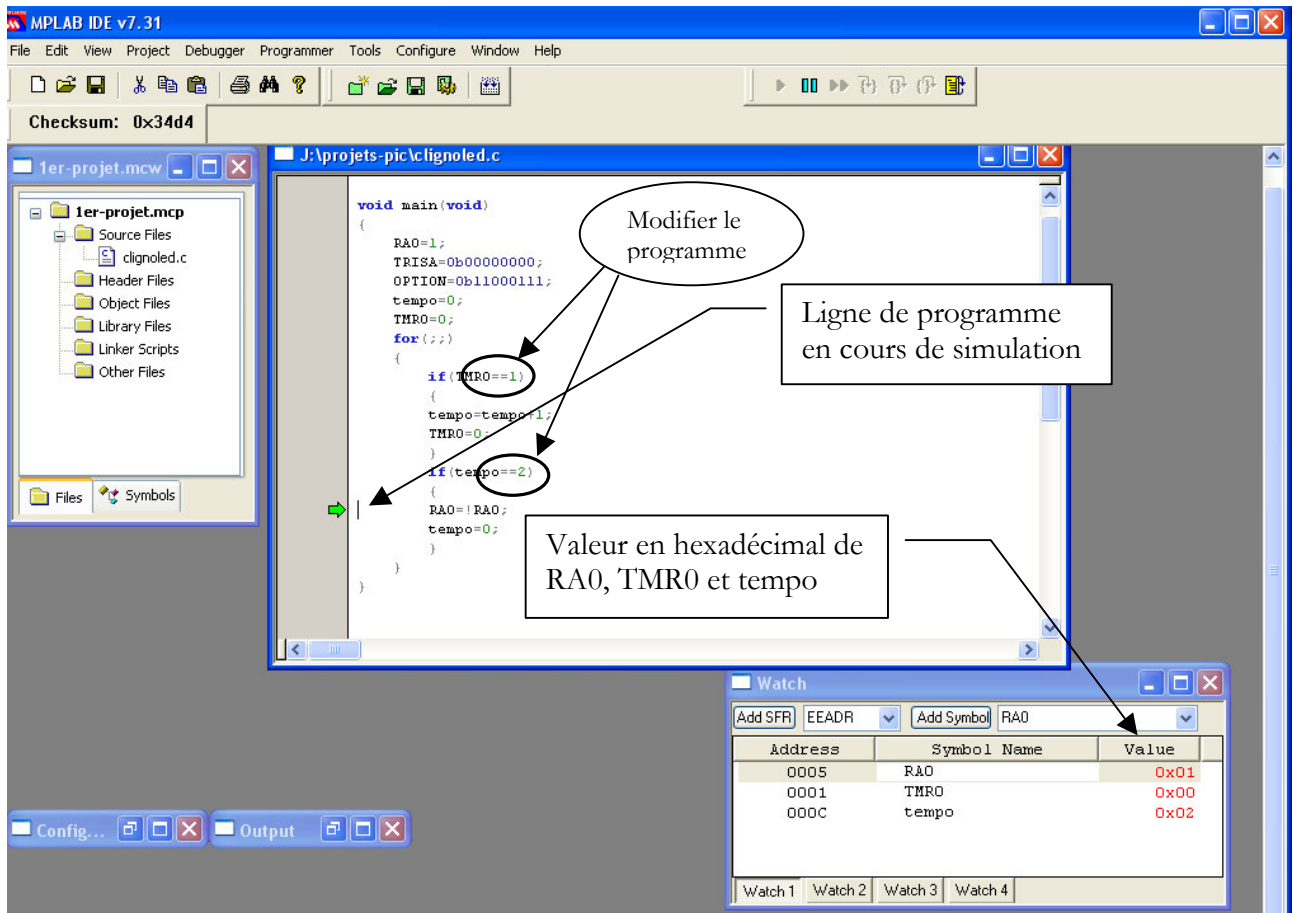 MPLAB IDE v7.31
File Edit View Project Debugger Programmer Tools Configure Window Help
Checksum: 0x34d4
1er-projet.mcw
1er-projet.mcp
Source Files
clignoled.c
Header Files
Object Files
Library Files
Linker Scripts
Other Files
Files
Symbols
J:\projets-pic\clignoled.c
void main(void)
{
RA0=1;
TRISA=0b00000000;
OPTION=0b11000111;
tempo=0;
TMR0=0;
for(;;)
{
if(TMR0==1)
{
tempo=tempo+1;
TMR0=0;
}
if(tempo==2)
{
RA0=!RA0;
tempo=0;
}
}
}
Modifier le
programme
Ligne de programme
en cours de simulation
Valeur en hexadécimal de
RA0, TMR0 et tempo
Watch
Add SFR EEADR Add Symbol RA0
Address Symbol Name Value
0005 RA0 0x01
0001 TMR0 0x00
000C tempo 0x02
Watch 1 Watch 2 Watch 3 Watch 4
Config... Output